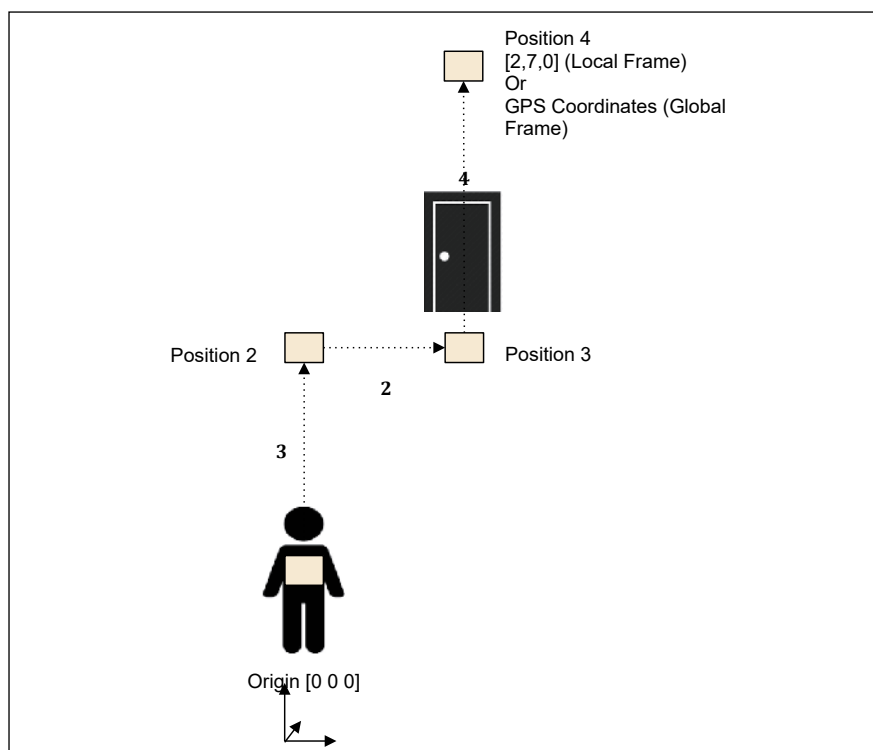 Position 4
[2,7,0] (Local Frame)
Or
GPS Coordinates (Global
Frame)
4
Position 2
Position 3
2
3
Origin [0 0 0]